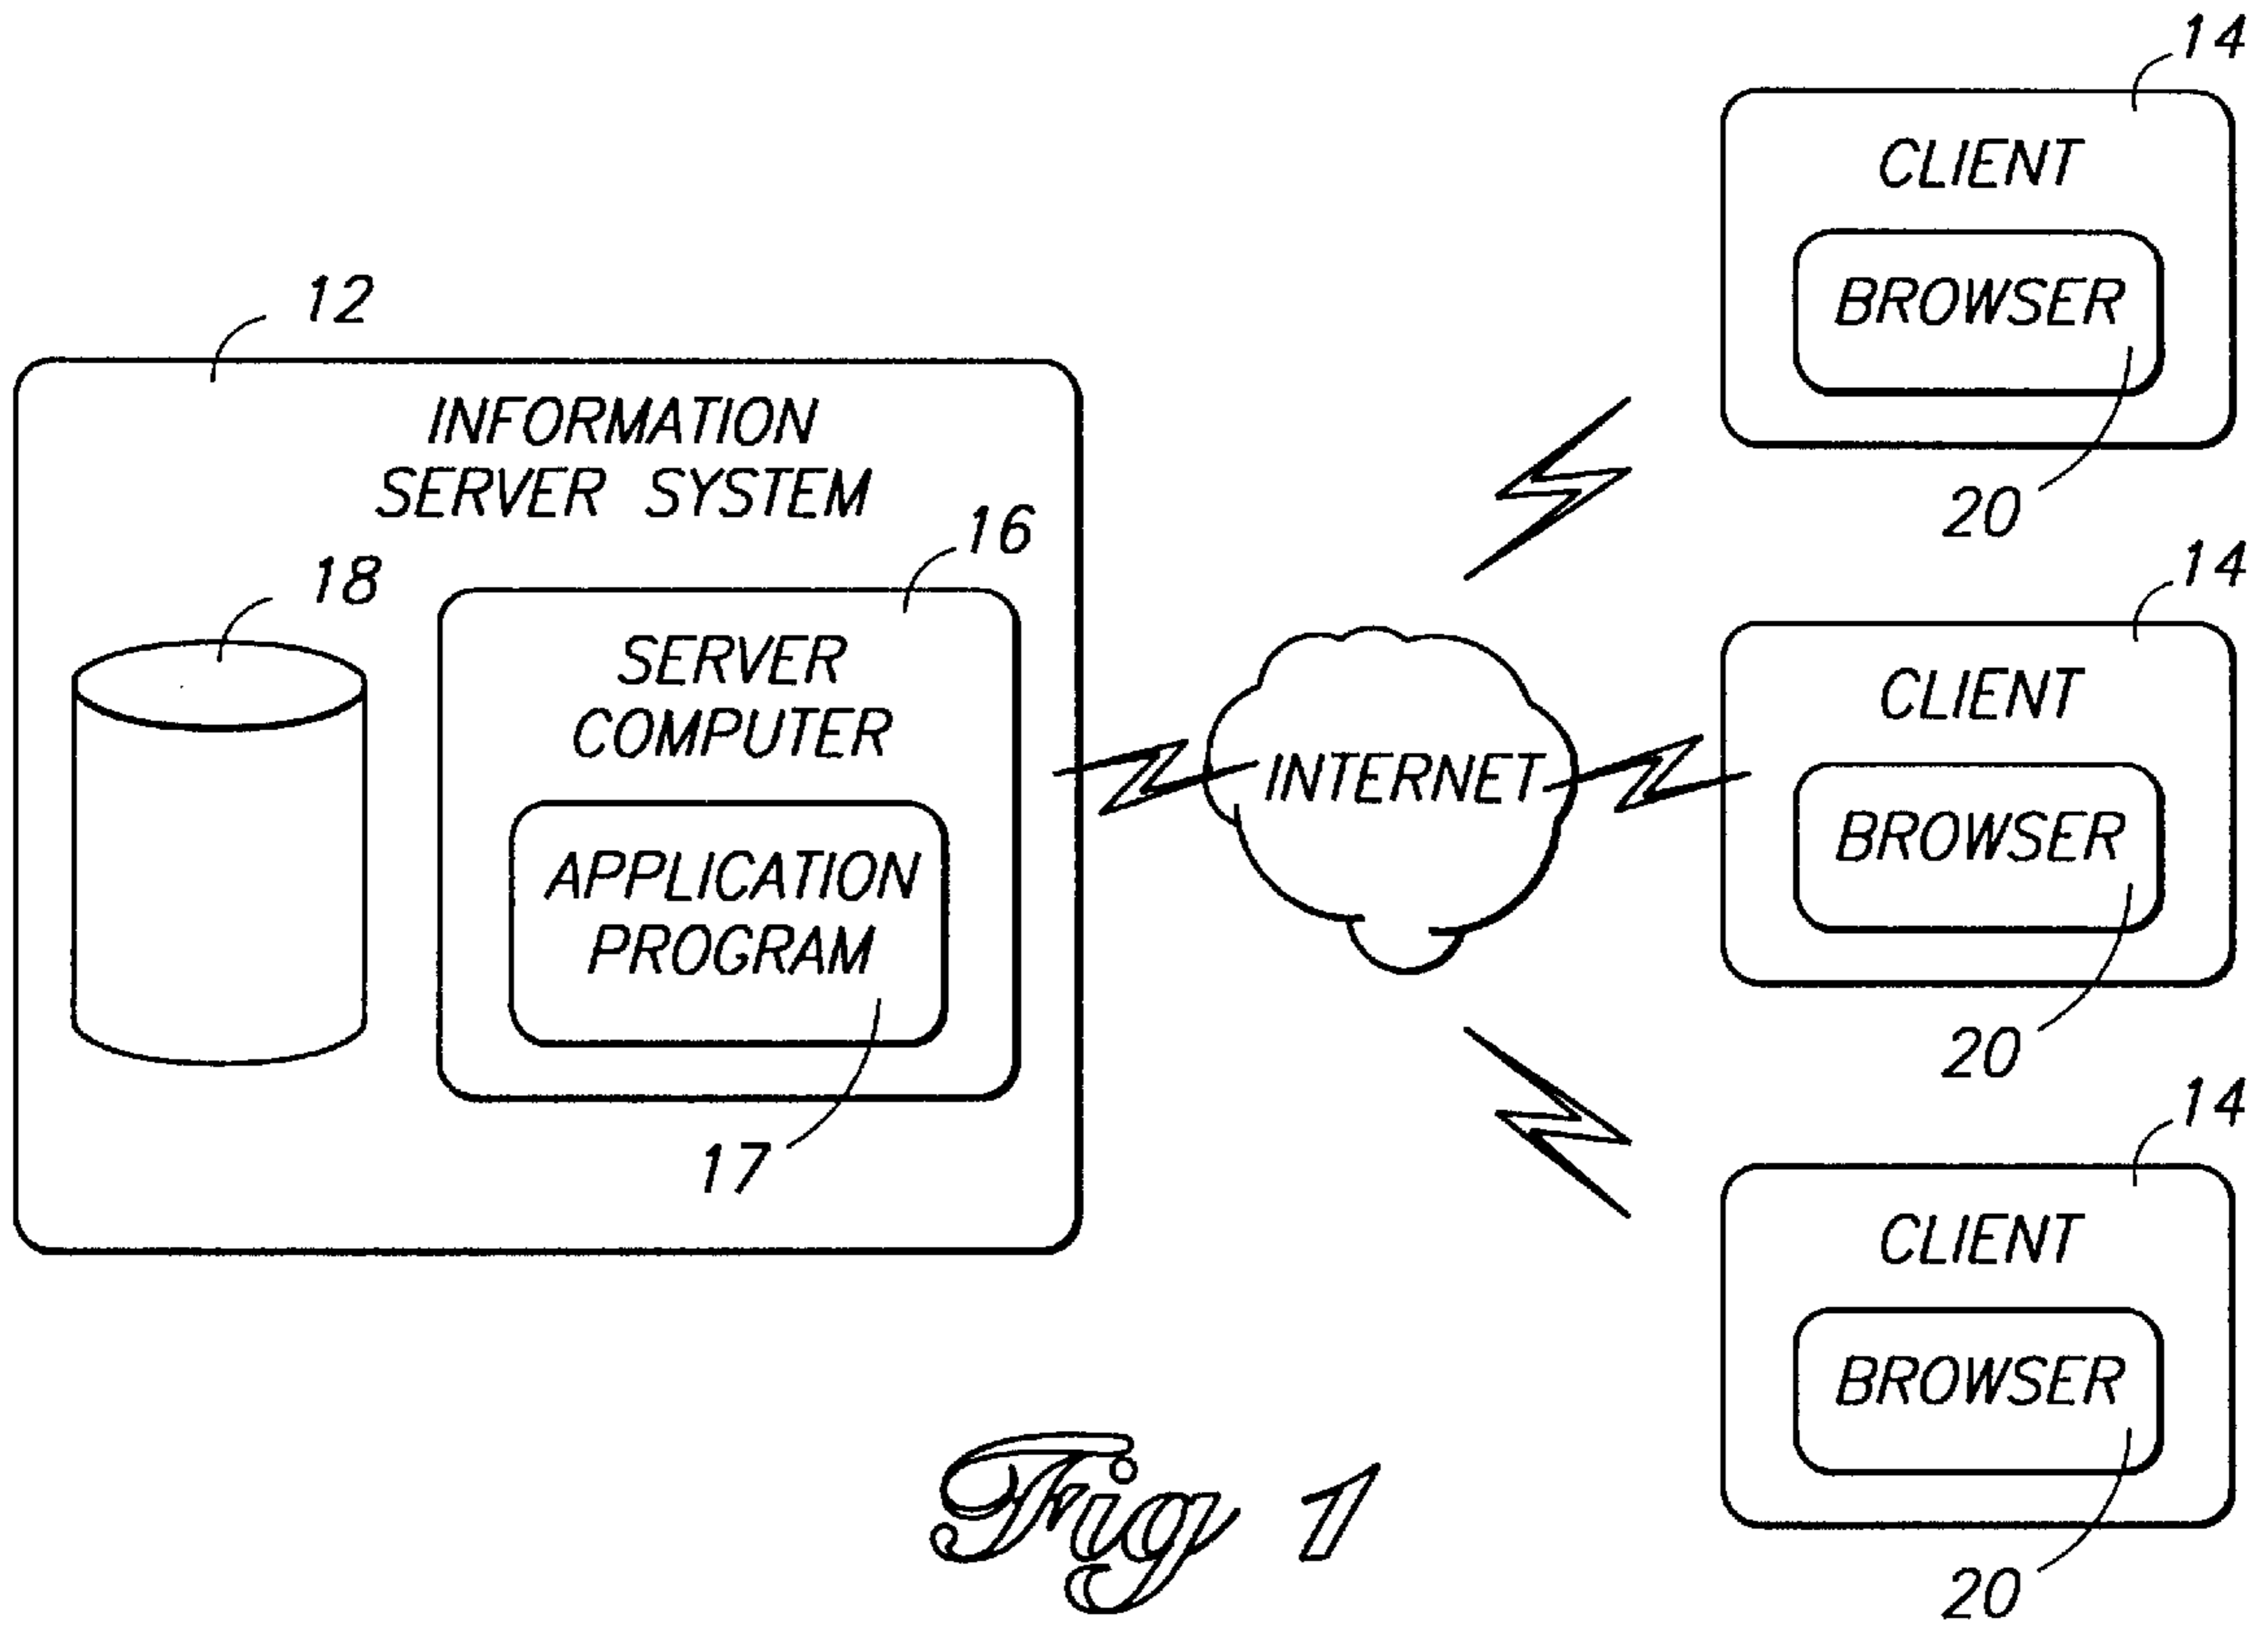 12
INFORMATION
SERVER SYSTEM
18
16
SERVER
COMPUTER
APPLICATION
PROGRAM
17
INTERNET
14
CLIENT
BROWSER
20
14
CLIENT
BROWSER
20
14
CLIENT
BROWSER
20
Fig 1